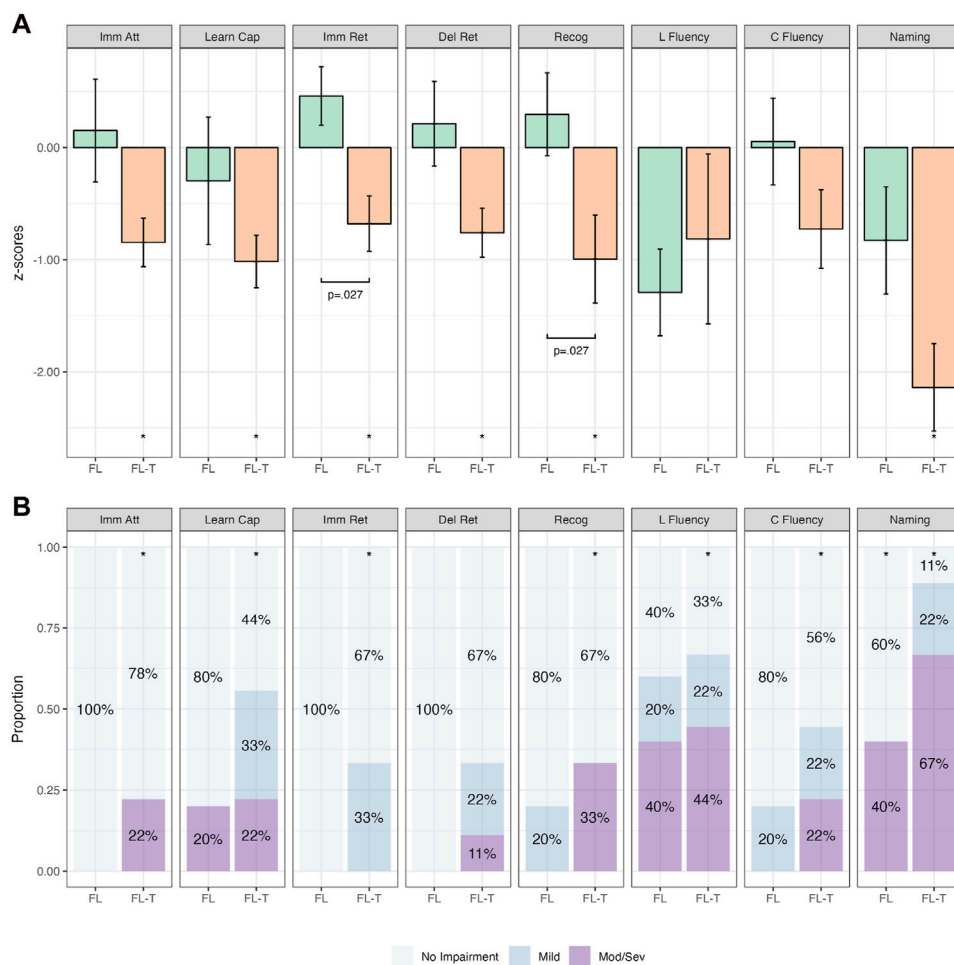 A
Imm Att Learn Cap Imm Ret Del Ret Recog L Fluency C Fluency Naming
0.00
-1.00
-2.00
z-scores
p=.027
p=.027
* * * * * *
FL FL-T FL FL-T FL FL-T FL FL-T FL FL-T FL FL-T FL FL-T FL FL-T
B
Imm Att Learn Cap Imm Ret Del Ret Recog L Fluency C Fluency Naming
1.00
0.75
0.50
0.25
0.00
Proportion
* * * * * * * *
100% 78% 22%
80% 20% 44% 33% 22%
100% 67% 33%
100% 67% 22% 11%
80% 20% 67% 33%
40% 20% 40% 33% 22% 44%
80% 20% 56% 22% 22%
60% 40% 11% 22% 67%
FL FL-T FL FL-T FL FL-T FL FL-T FL FL-T FL FL-T FL FL-T FL FL-T
No Impairment Mild Mod/Sev